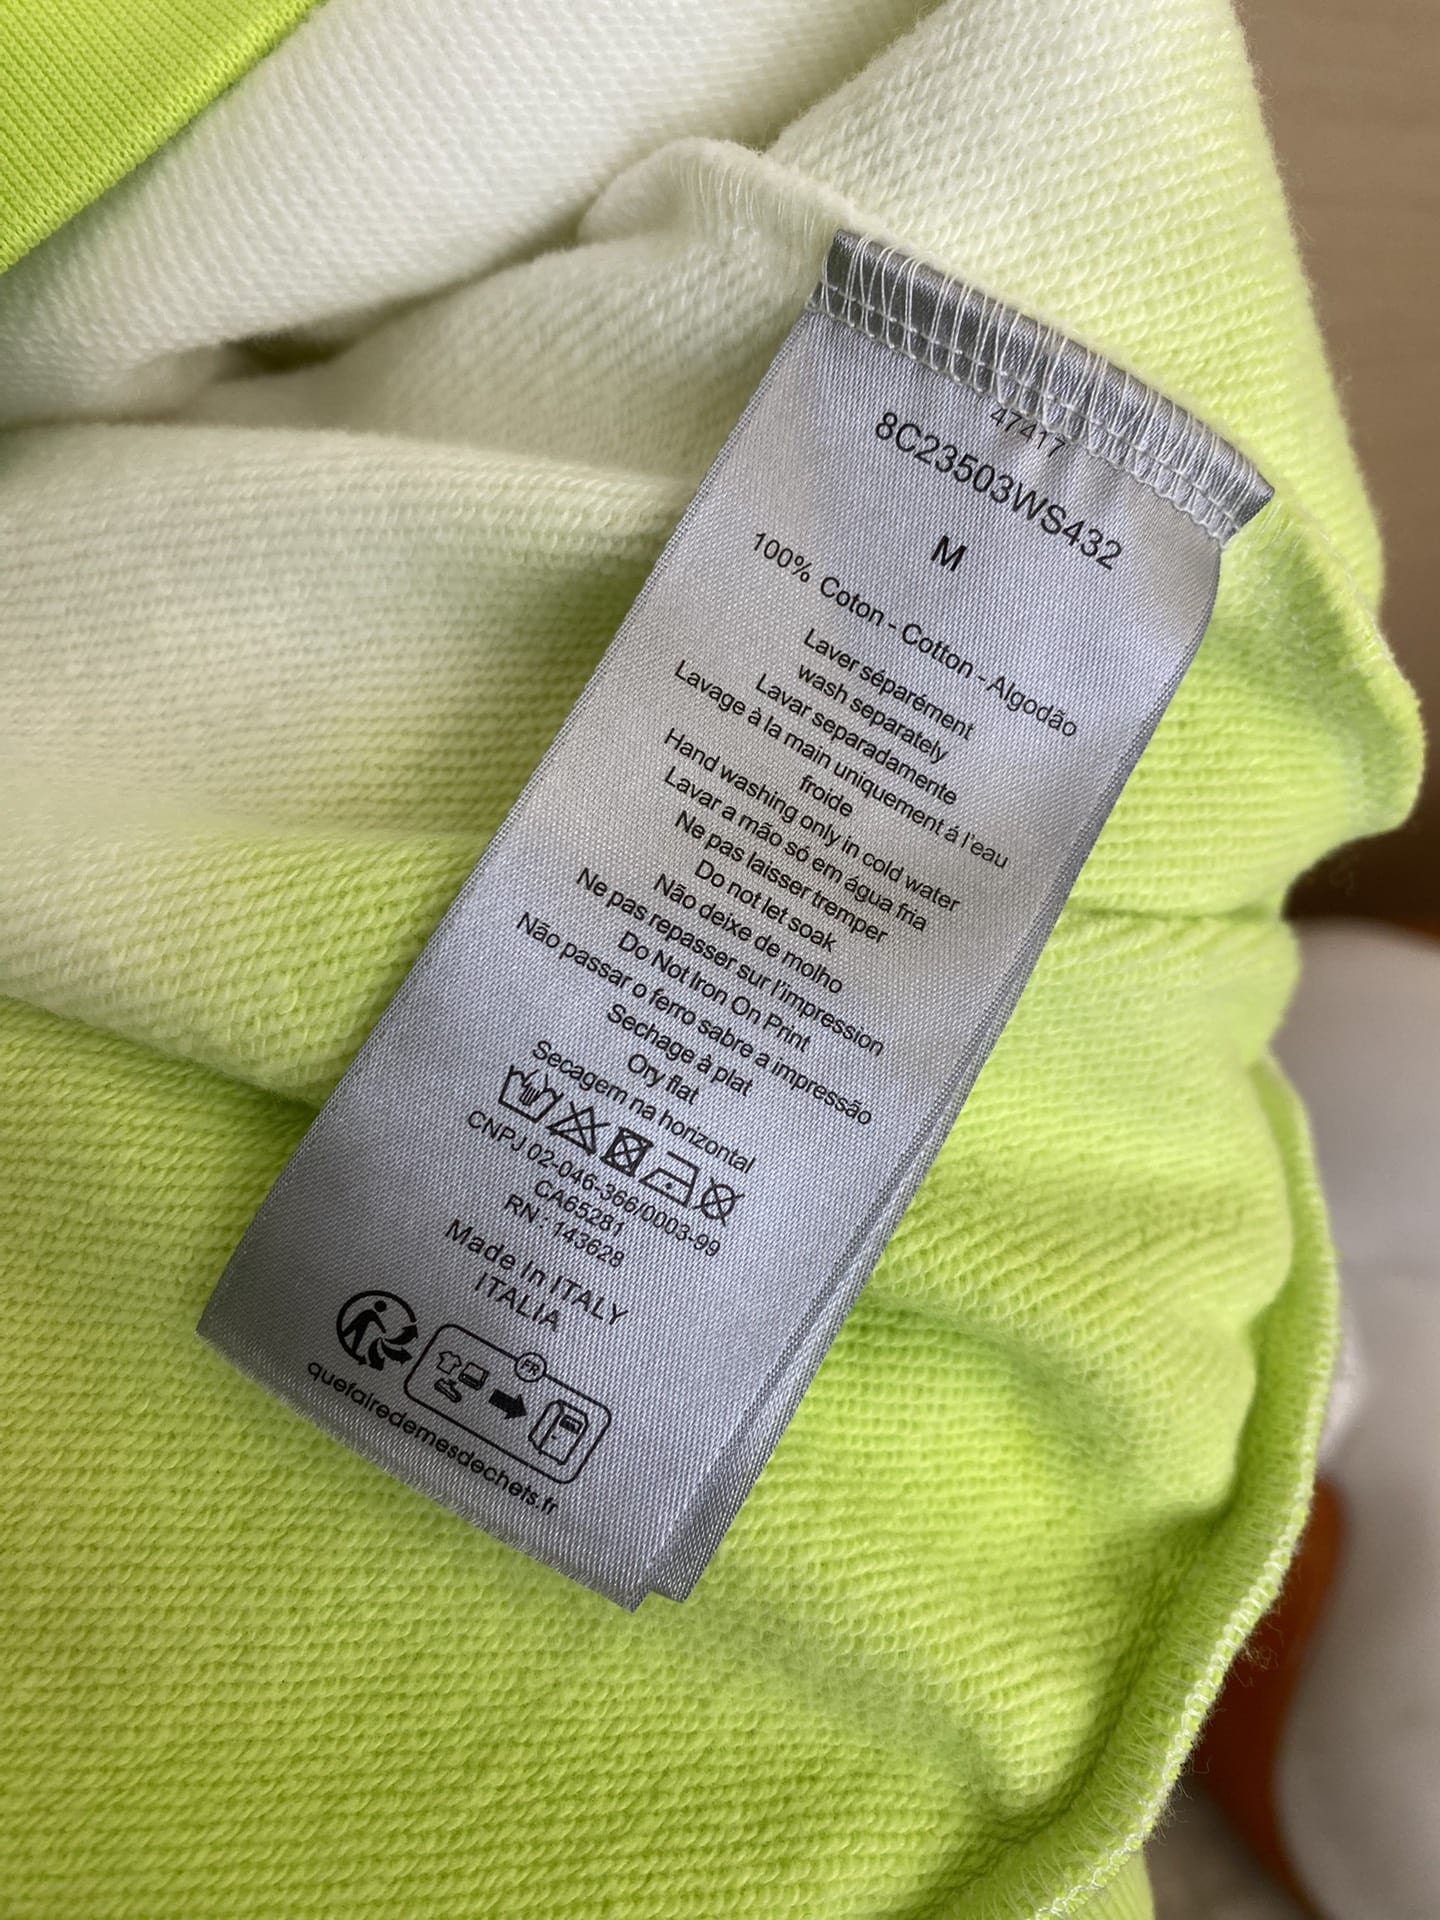 47417
8C23503WS432
M
100% Coton - Cotton - Algodão
Laver séparément
wash separately
Lavar separadamente
Lavage à la main uniquement á l'eau
froide
Hand washing only in cold water
Lavar a mão só em água fria
Ne pas laisser tremper
Do not let soak
Não deixe de molho
Ne pas repasser sur l'impression
Do Not Iron On Print
Não passar o ferro sabre a impressão
Sechage à plat
Ory flat
Secagem na horizontal
CNPJ 02-046-366/0003-99
CA65281
RN : 143628
Made In ITALY
ITALIA
FR
quefairedemesdechets.fr